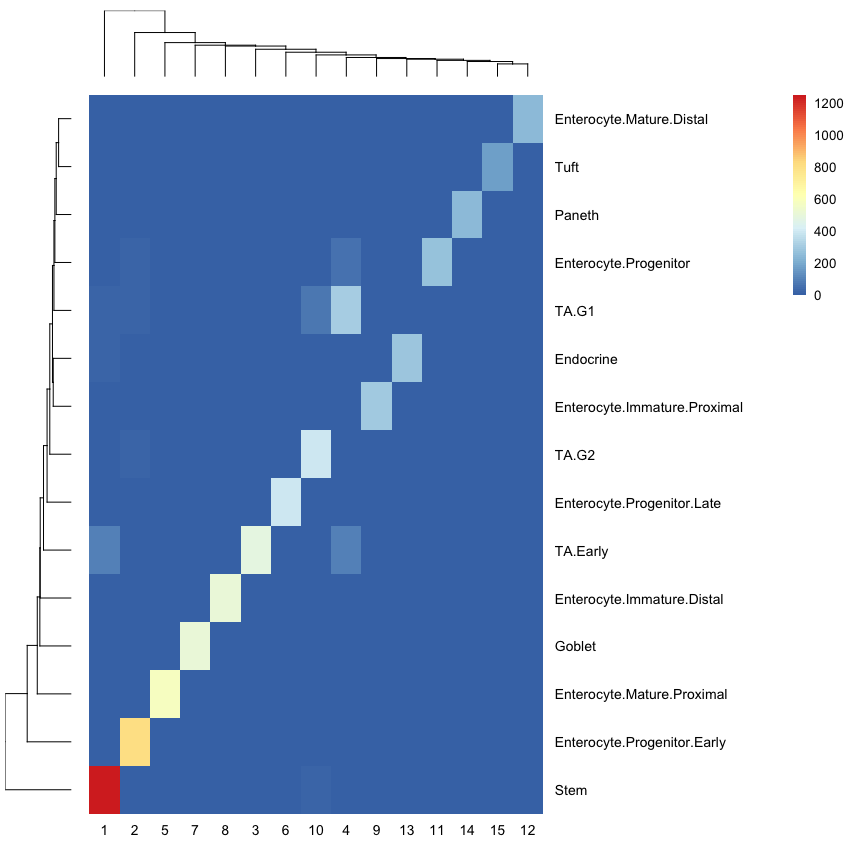 Enterocyte.Mature.Distal
Tuft
Paneth
Enterocyte.Progenitor
TA.G1
Endocrine
Enterocyte.Immature.Proximal
TA.G2
Enterocyte.Progenitor.Late
TA.Early
Enterocyte.Immature.Distal
Goblet
Enterocyte.Mature.Proximal
Enterocyte.Progenitor.Early
Stem
1 2 5 7 8 3 6 10 4 9 13 11 14 15 12
1200
1000
800
600
400
200
0